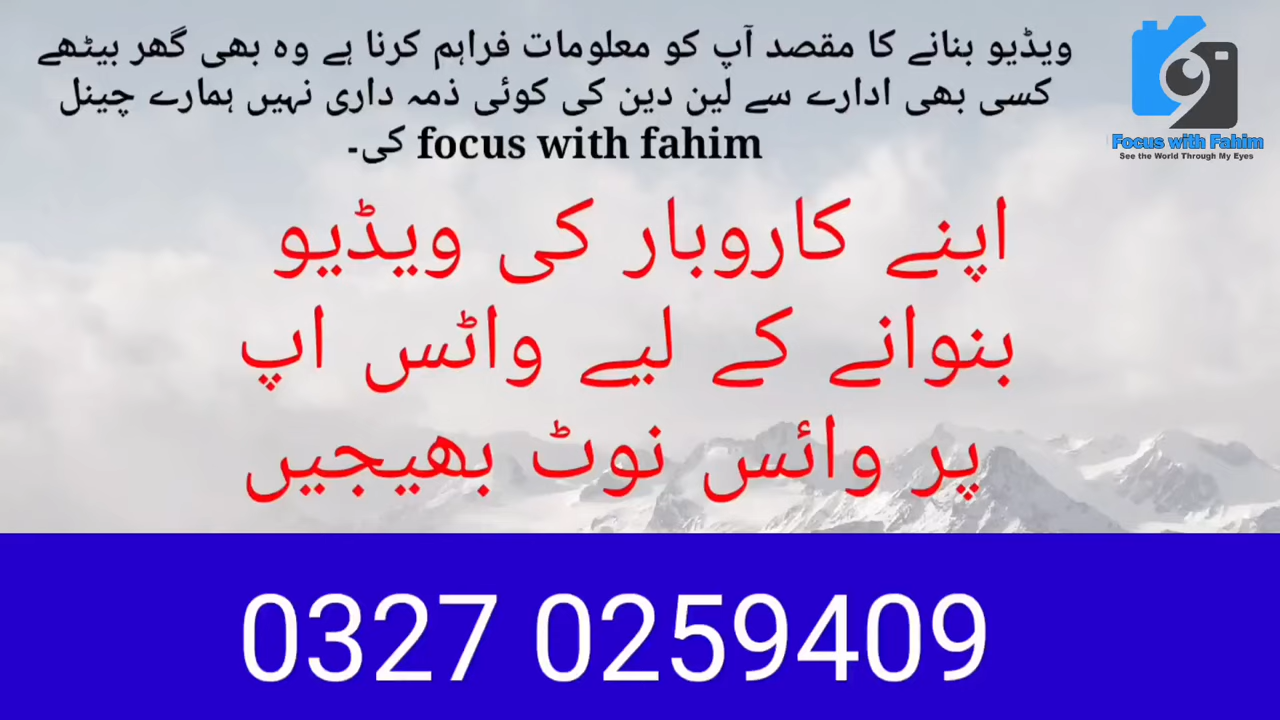 ویڈیو بنانے کا مقصد آپ کو معلومات فراہم کرنا ہے وہ بھی گھر بیٹھے
کسی بھی ادارے سے لین دین کی کوئی ذمہ داری نہیں ہمارے چینل
focus with fahim کی۔
Focus with Fahim
See the World Through My Eyes
اپنے کاروبار کی ویڈیو
بنوانے کے لیے واٹس اپ
پر وائس نوٹ بھیجیں
0327 0259409